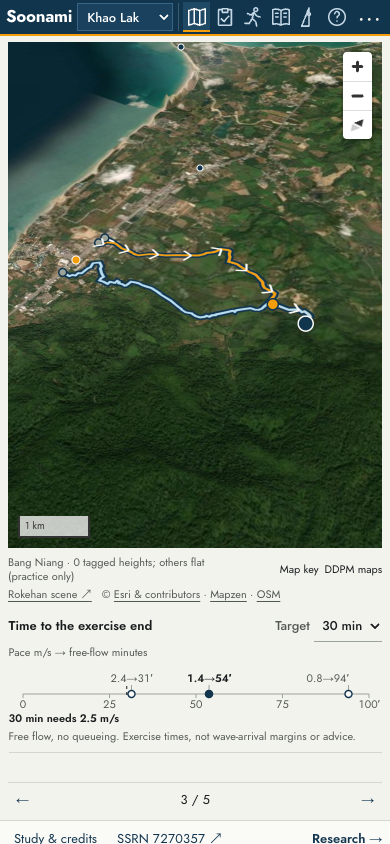 Soonami Khao Lak
1 km
Bang Niang · 0 tagged heights; others flat
(practice only)
Map key DDPM maps
Rokehan scene ↗ © Esri & contributors · Mapzen · OSM
Time to the exercise end
Target 30 min
Pace m/s → free-flow minutes
2.4→31′ 1.4→54′ 0.8→94′
0 25 50 75 100′
30 min needs 2.5 m/s
Free flow, no queueing. Exercise times, not wave-arrival margins or advice.
← 3 / 5 →
Study & credits SSRN 7270357 ↗ Research →